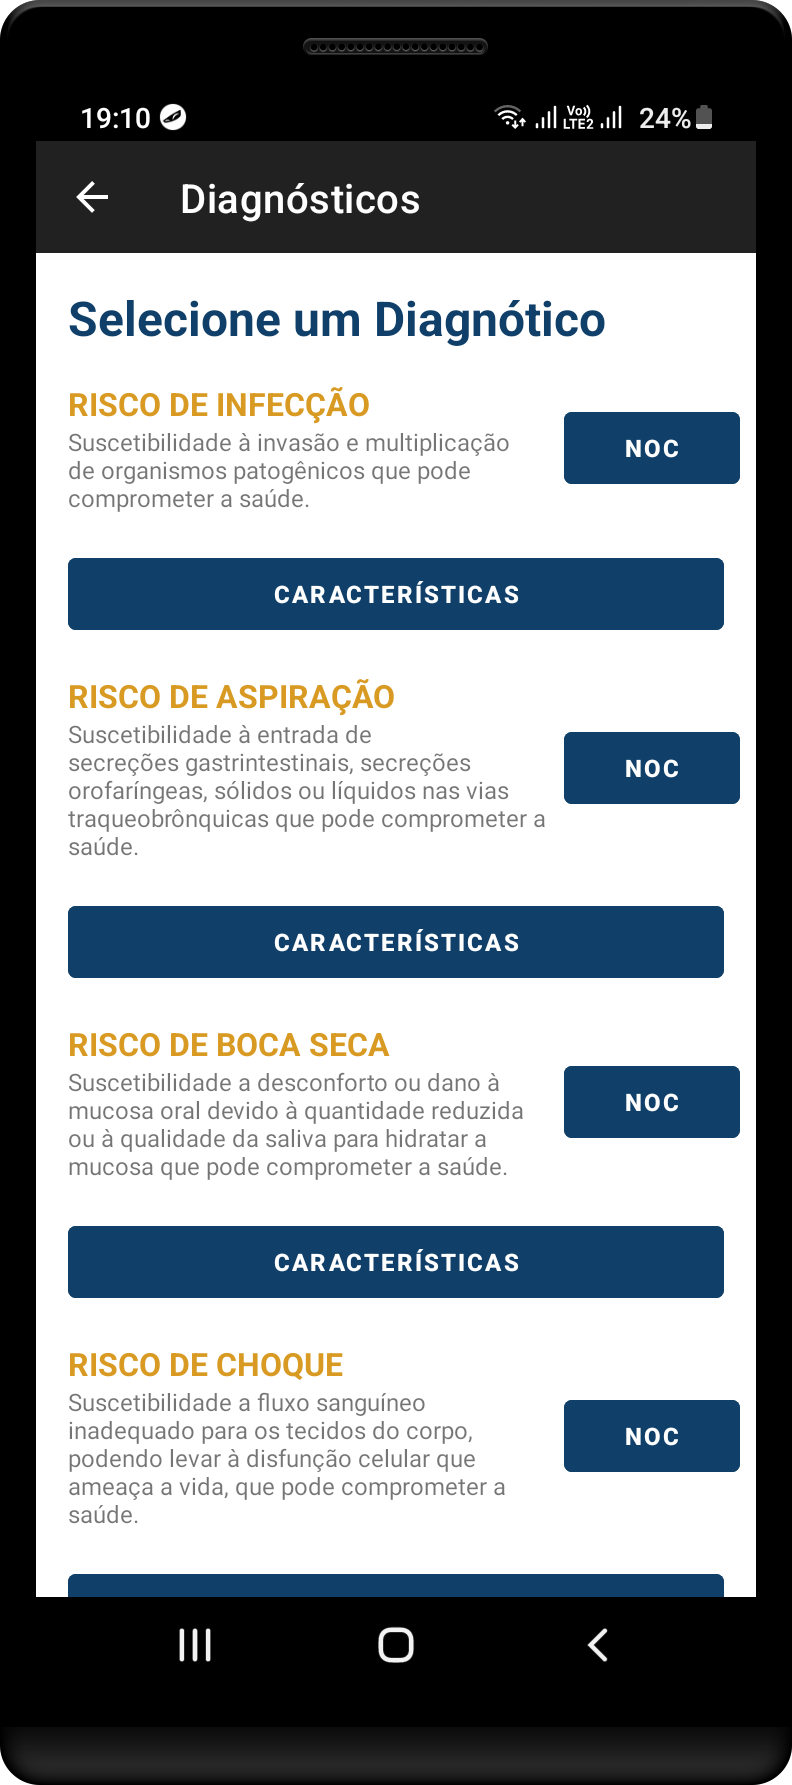 19:10
Vo)) LTE2 24%
Diagnósticos
Selecione um Diagnótico
RISCO DE INFECÇÃO
Suscetibilidade à invasão e multiplicação
de organismos patogênicos que pode
comprometer a saúde.
NOC
CARACTERÍSTICAS
RISCO DE ASPIRAÇÃO
Suscetibilidade à entrada de
secreções gastrintestinais, secreções
orofaríngeas, sólidos ou líquidos nas vias
traqueobrônquicas que pode comprometer a
saúde.
NOC
CARACTERÍSTICAS
RISCO DE BOCA SECA
Suscetibilidade a desconforto ou dano à
mucosa oral devido à quantidade reduzida
ou à qualidade da saliva para hidratar a
mucosa que pode comprometer a saúde.
NOC
CARACTERÍSTICAS
RISCO DE CHOQUE
Suscetibilidade a fluxo sanguíneo
inadequado para os tecidos do corpo,
podendo levar à disfunção celular que
ameaça a vida, que pode comprometer a
saúde.
NOC